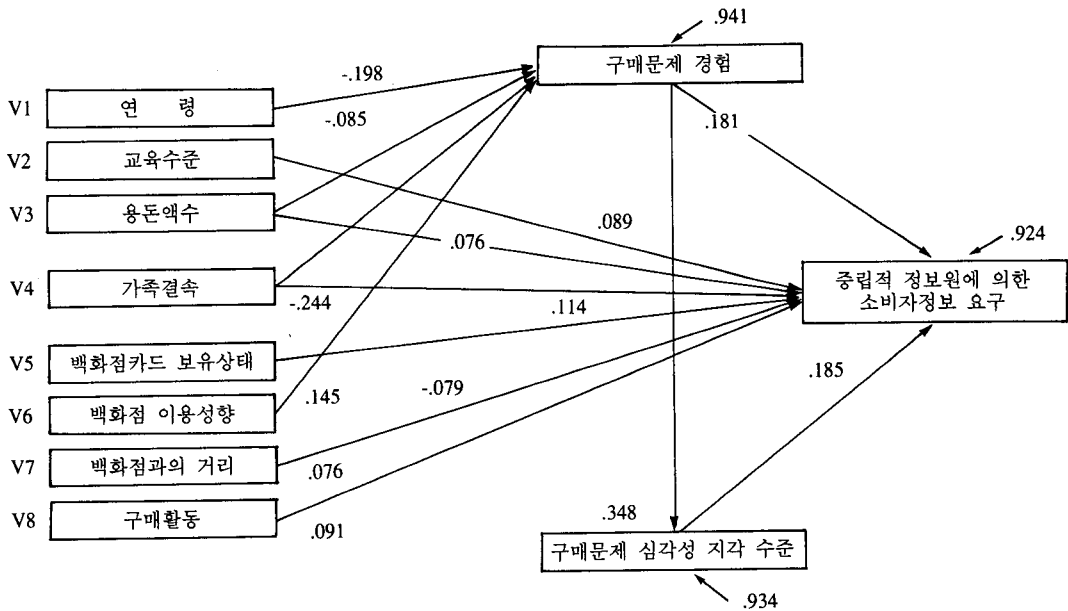 .941
구매문제 경험
-.198
V1 연 령
-.085
.181
V2 교육수준
V3 용돈액수
.089
.076
.924
V4 가족결속
중립적 정보원에 의한
소비자정보 요구
-.244
.114
V5 백화점카드 보유상태
.185
-.079
.145
V6 백화점 이용성향
V7 백화점과의 거리
.076
V8 구매활동
.091
.348
구매문제 심각성 지각 수준
.934